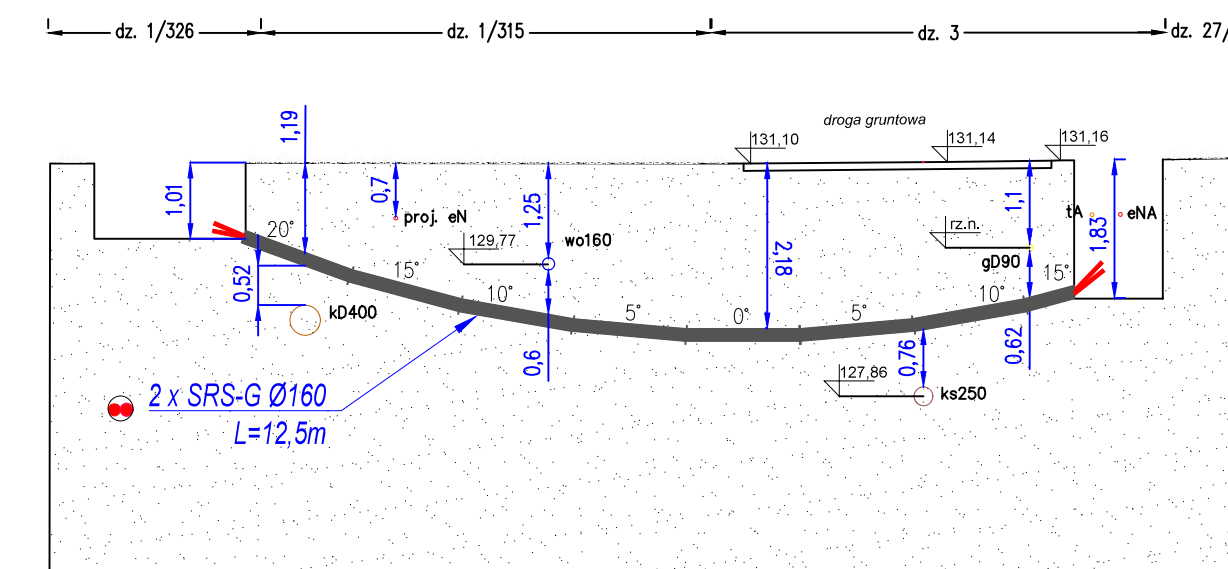 dz. 1/326
dz. 1/315
dz. 3
dz. 27/
droga gruntowa
131,10
131,14
131,16
1,19
1,01
0,7
1,25
2,18
1,1
1,83
proj. eN
tA
eNA
20°
129,77
wo160
rz.n.
gD90
15°
15°
0,52
10°
10°
kD400
5°
0°
5°
0,6
0,76
0,62
127,86
ks250
2 x SRS-G Ø160
L=12,5m